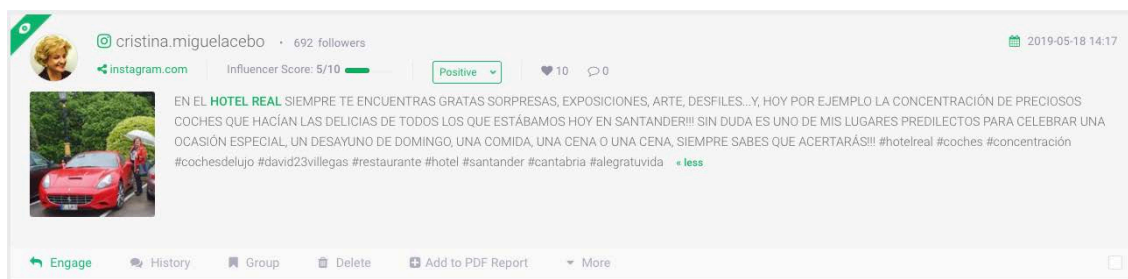 cristina.miguelacebo • 692 followers
2019-05-18 14:17
instagram.com Influencer Score: 5/10 Positive 10 0
EN EL HOTEL REAL SIEMPRE TE ENCUENTRAS GRATAS SORPRESAS, EXPOSICIONES, ARTE, DESFILES...Y, HOY POR EJEMPLO LA CONCENTRACIÓN DE PRECIOSOS
COCHES QUE HACÍAN LAS DELICIAS DE TODOS LOS QUE ESTÁBAMOS HOY EN SANTANDER!!! SIN DUDA ES UNO DE MIS LUGARES PREDILECTOS PARA CELEBRAR UNA
OCASIÓN ESPECIAL, UN DESAYUNO DE DOMINGO, UNA COMIDA, UNA CENA O UNA CENA, SIEMPRE SABES QUE ACERTARÁS!!! #hotelreal #coches #concentración
#cochesdelujo #david23villegas #restaurante #hotel #santander #cantabria #alegratuvida « less
Engage History Group Delete Add to PDF Report More